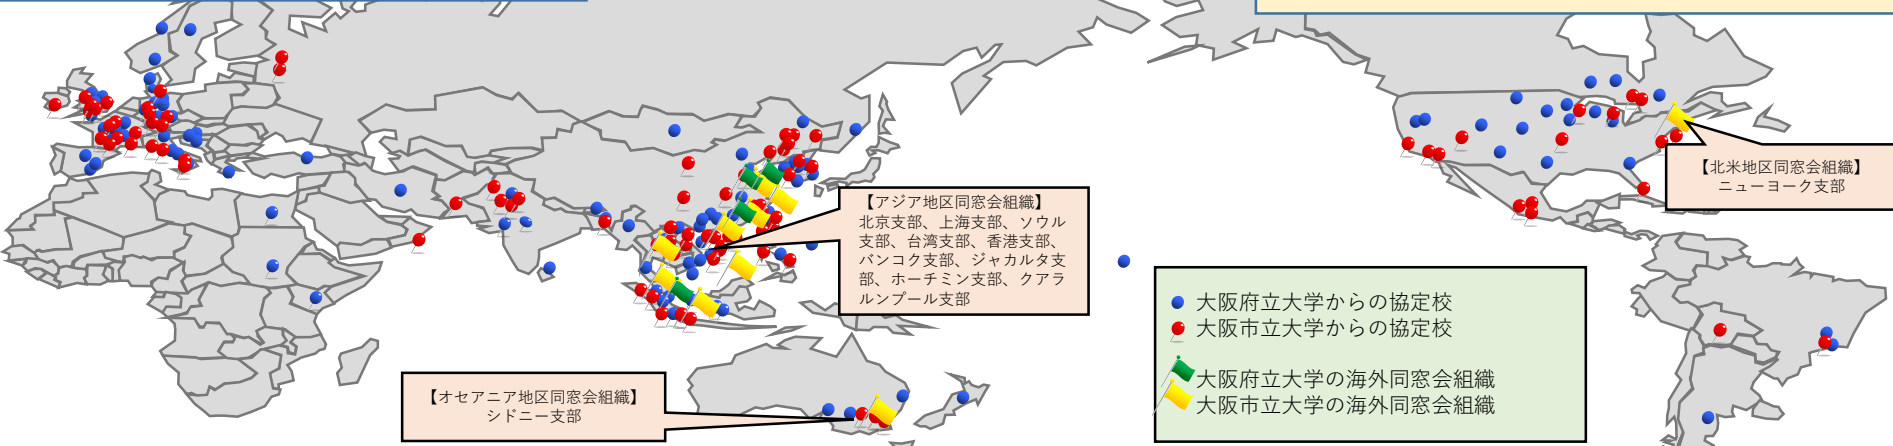 【アジア地区同窓会組織】
北京支部、上海支部、ソウル
支部、台湾支部、香港支部、
バンコク支部、ジャカルタ支
部、ホーチミン支部、クアラ
ルンプール支部
【北米地区同窓会組織】
ニューヨーク支部
【オセアニア地区同窓会組織】
シドニー支部
大阪府立大学からの協定校
大阪市立大学からの協定校
大阪府立大学の海外同窓会組織
大阪市立大学の海外同窓会組織